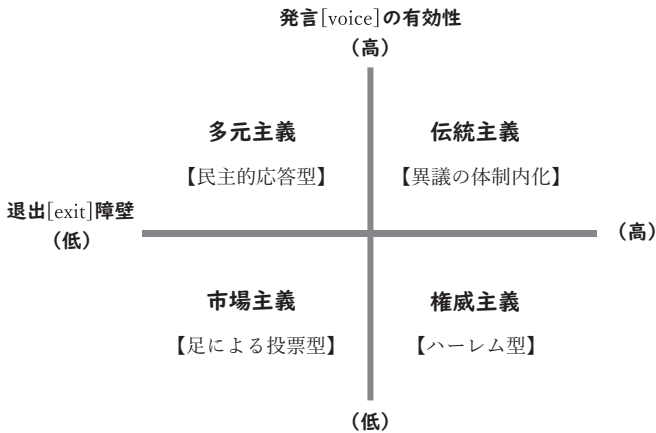 発言[voice]の有効性
（高）
多元主義
伝統主義
【民主的応答型】
【異議の体制内化】
退出[exit]障壁
（低）
（高）
市場主義
権威主義
【足による投票型】
【ハーレム型】
（低）